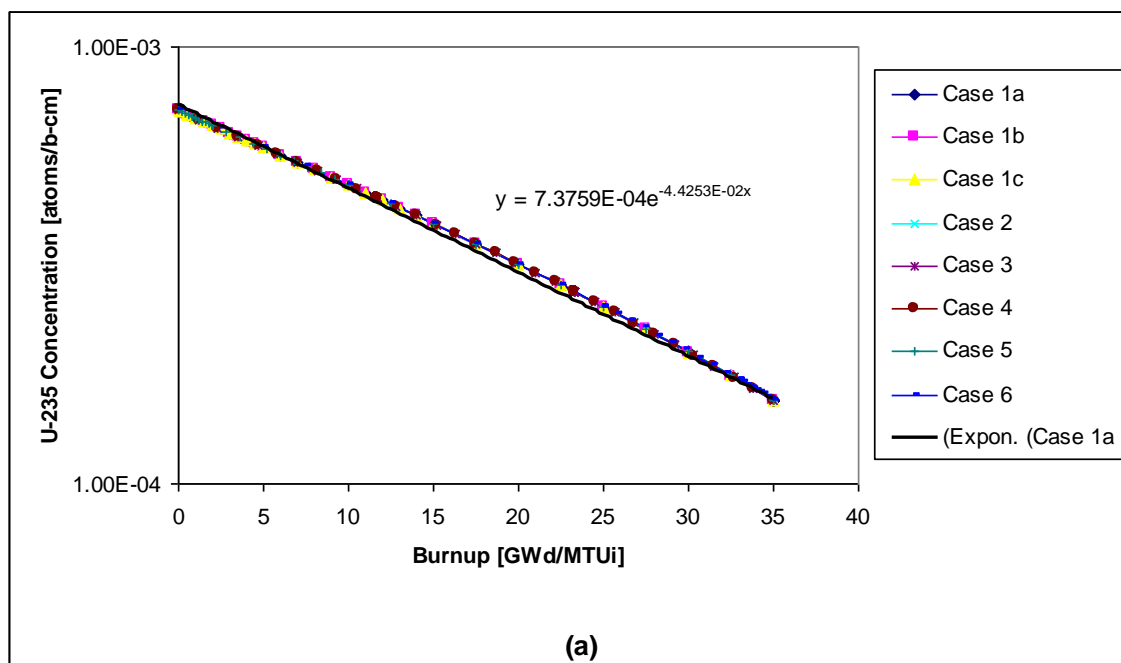 1.00E-03
1.00E-04
U-235 Concentration [atoms/b-cm]
y = 7.3759E-04e^-4.4253E-02x
0 5 10 15 20 25 30 35 40
Burnup [GWd/MTUi]
Case 1a
Case 1b
Case 1c
Case 2
Case 3
Case 4
Case 5
Case 6
(Expon. (Case 1a
(a)